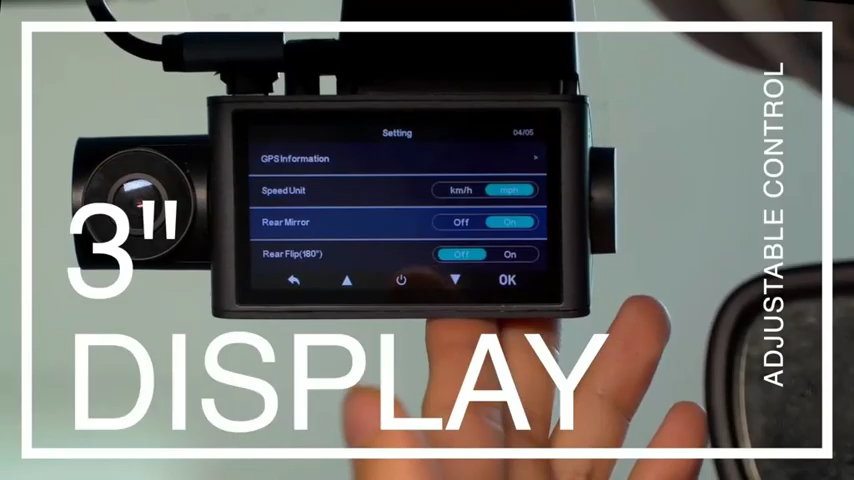 Setting 04/05
GPS Information >
Speed Unit km/h mph
Rear Mirror Off On
Rear Flip(180°) Off On
OK
3"
DISPLAY
ADJUSTABLE CONTROL